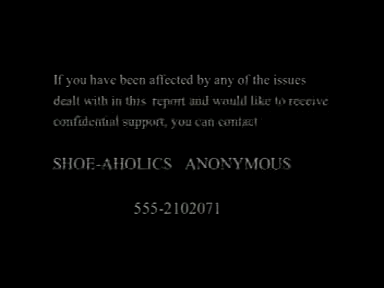 If you have been affected by any of the issues
dealt with in this report and would like to receive
confidential support, you can contact
SHOE-AHOLICS ANONYMOUS
555-2102071